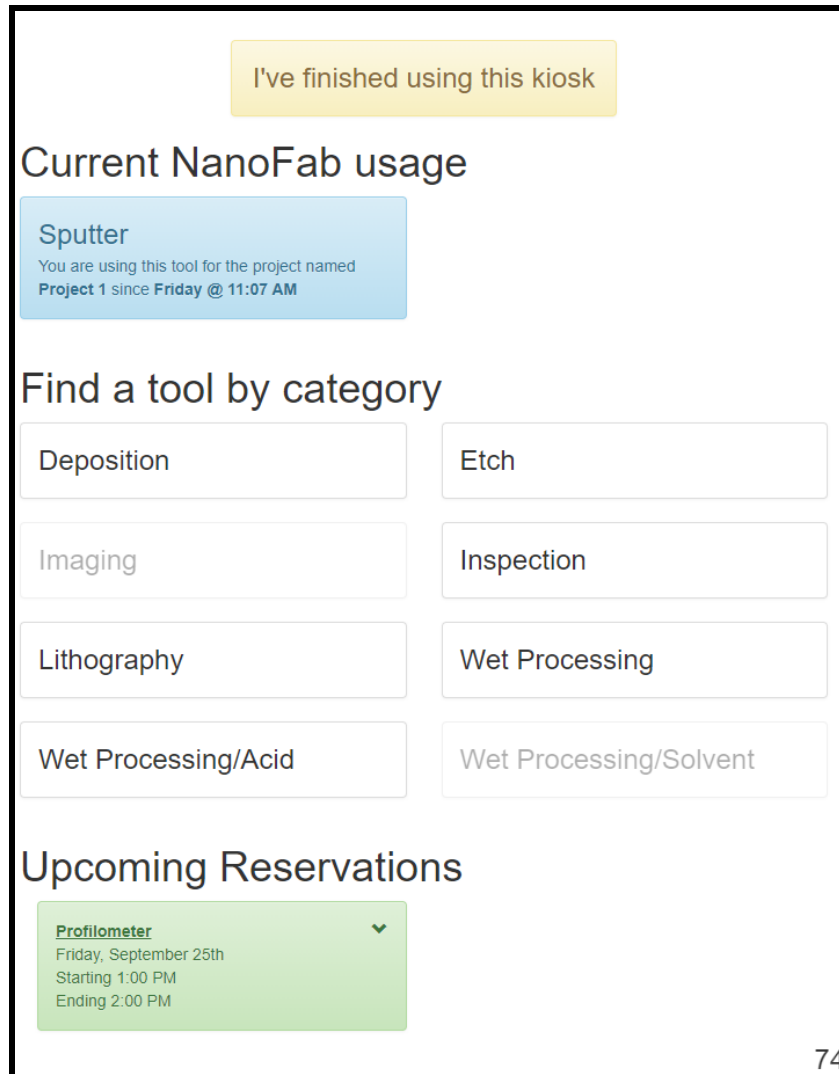 I've finished using this kiosk
Current NanoFab usage
Sputter
You are using this tool for the project named
Project 1 since Friday @ 11:07 AM
Find a tool by category
Deposition
Etch
Imaging
Inspection
Lithography
Wet Processing
Wet Processing/Acid
Wet Processing/Solvent
Upcoming Reservations
Profilometer
Friday, September 25th
Starting 1:00 PM
Ending 2:00 PM
74